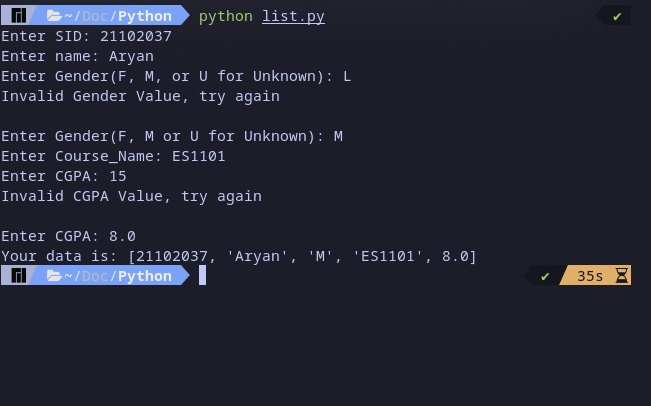 ~/Doc/Python python list.py ✔
Enter SID: 21102037
Enter name: Aryan
Enter Gender(F, M, or U for Unknown): L
Invalid Gender Value, try again
Enter Gender(F, M or U for Unknown): M
Enter Course_Name: ES1101
Enter CGPA: 15
Invalid CGPA Value, try again
Enter CGPA: 8.0
Your data is: [21102037, 'Aryan', 'M', 'ES1101', 8.0]
~/Doc/Python ✔ 35s